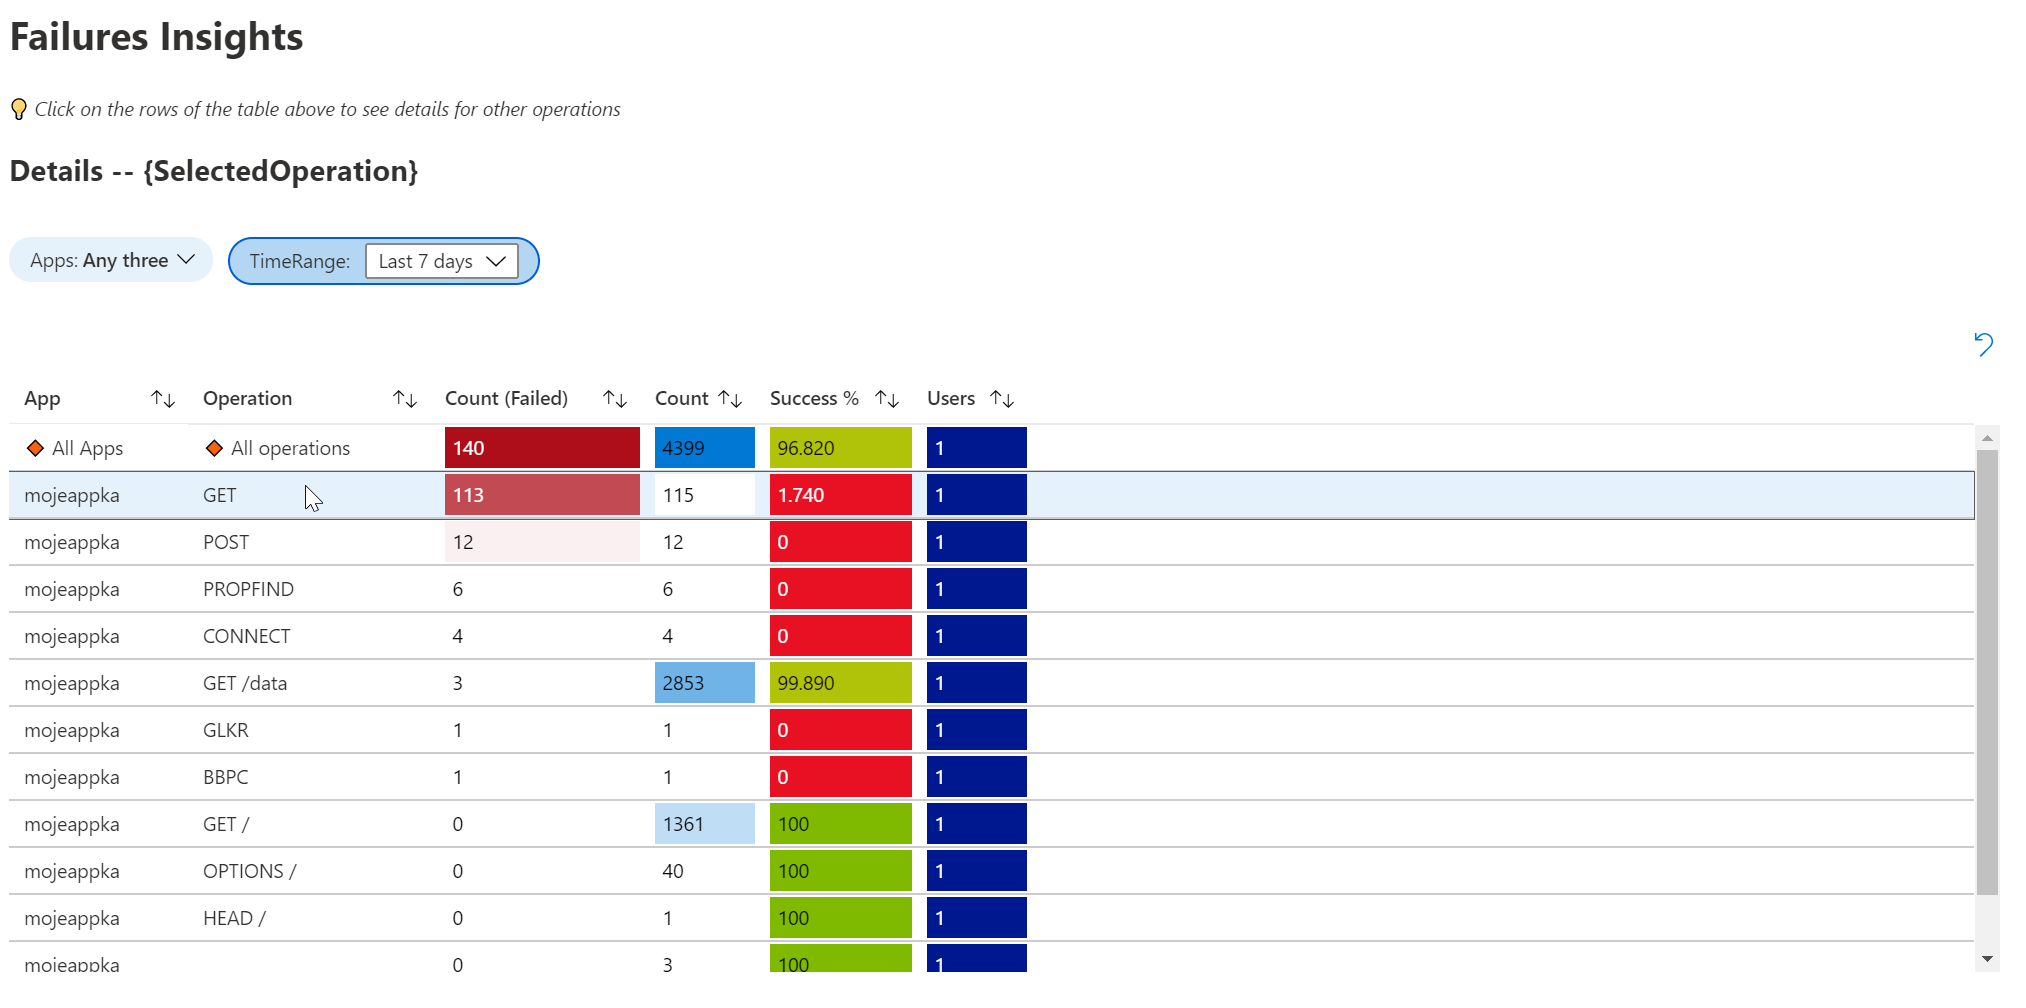 Failures Insights
Click on the rows of the table above to see details for other operations
Details -- {SelectedOperation}
Apps: Any three TimeRange: Last 7 days
App Operation Count (Failed) Count Success % Users
All Apps All operations 140 4399 96.820 1
mojeappka GET 113 115 1.740 1
mojeappka POST 12 12 0 1
mojeappka PROPFIND 6 6 0 1
mojeappka CONNECT 4 4 0 1
mojeappka GET /data 3 2853 99.890 1
mojeappka GLKR 1 1 0 1
mojeappka BBPC 1 1 0 1
mojeappka GET / 0 1361 100 1
mojeappka OPTIONS / 0 40 100 1
mojeappka HEAD / 0 1 100 1
mojeappka 0 3 100 1